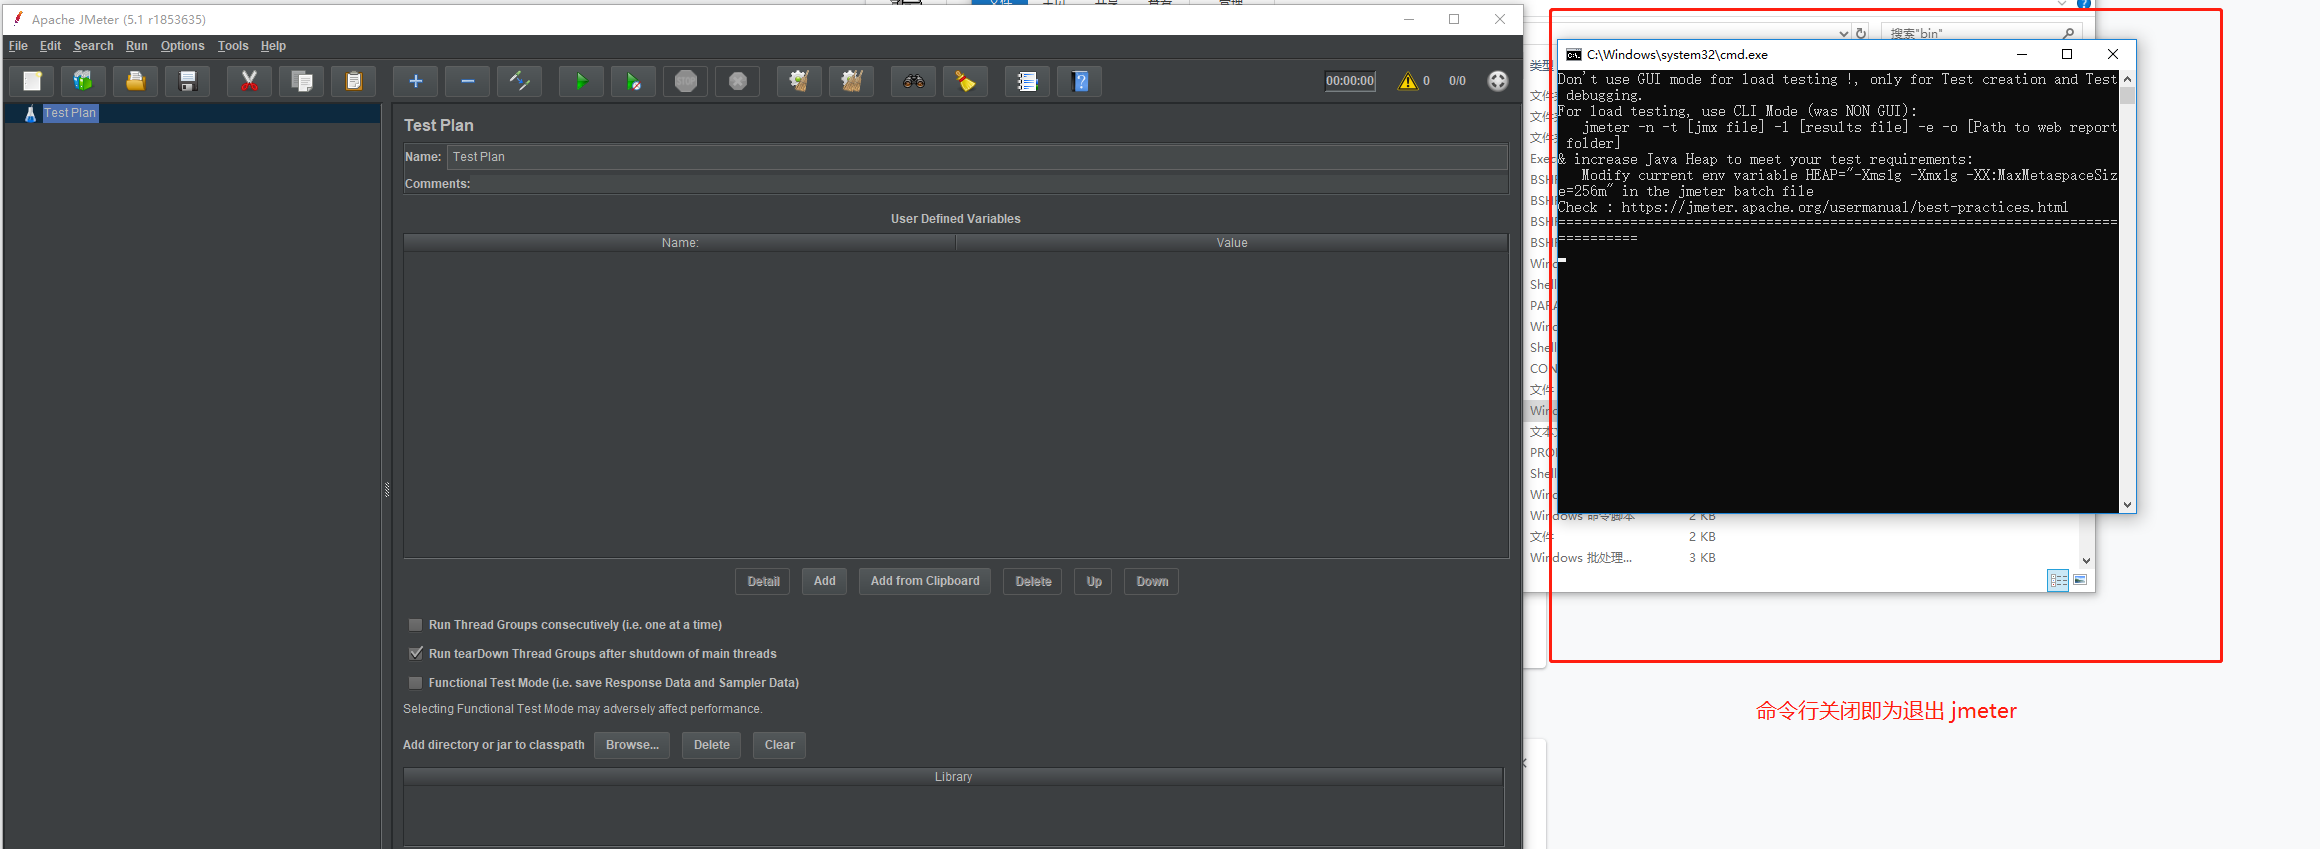 Apache JMeter (5.1 r1853635)
File Edit Search Run Options Tools Help
00:00:00 0 0/0
Test Plan
Test Plan
Name: Test Plan
Comments:
User Defined Variables
Name: Value
Detail Add Add from Clipboard Delete Up Down
Run Thread Groups consecutively (i.e. one at a time)
Run tearDown Thread Groups after shutdown of main threads
Functional Test Mode (i.e. save Response Data and Sampler Data)
Selecting Functional Test Mode may adversely affect performance.
Add directory or jar to classpath Browse... Delete Clear
Library
搜索"bin"
C:\Windows\system32\cmd.exe
Don't use GUI mode for load testing !, only for Test creation and Test
debugging.
For load testing, use CLI Mode (was NON GUI):
jmeter -n -t [jmx file] -l [results file] -e -o [Path to web report
folder]
& increase Java Heap to meet your test requirements:
Modify current env variable HEAP="-Xms1g -Xmx1g -XX:MaxMetaspaceSiz
e=256m" in the jmeter batch file
Check : https://jmeter.apache.org/usermanual/best-practices.html
======================================================================
==========
类型
Shell
Shell
文件
Shell
Windows 命令脚本 2 KB
文件 2 KB
Windows 批处理... 3 KB
命令行关闭即为退出 jmeter